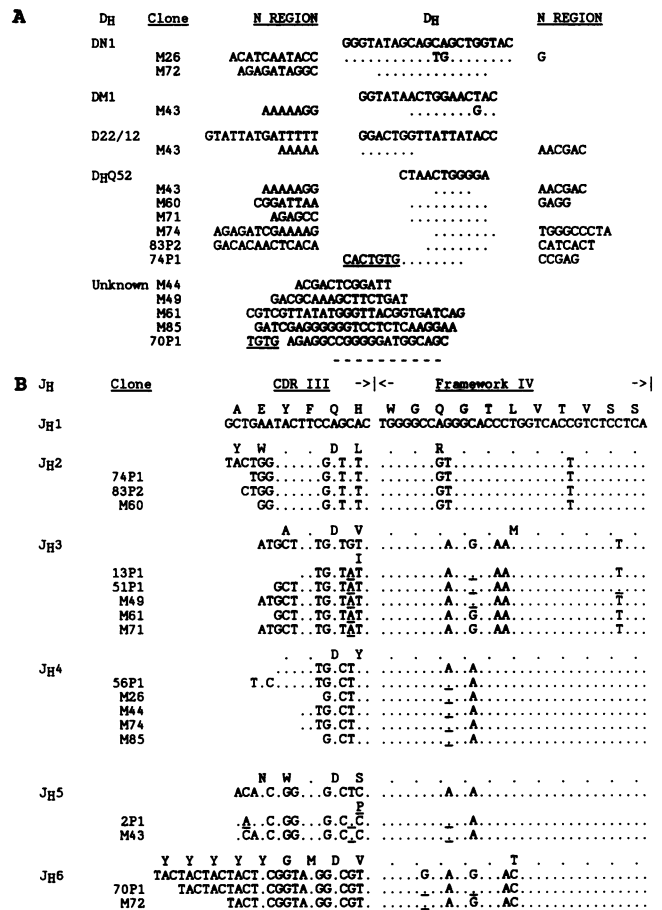 A DH Clone N REGION DH N REGION
DN1 GGGTATAGCAGCAGCTGGTAC
M26 ACATCAATACC ............TG........ G
M72 AGAGATAGGC ..............
DM1 GGTATAACTGGAACTAC
M43 AAAAAGG ........G..
D22/12 GTATTATGATTTTT GGACTGGTTATTATACC
M43 AAAAA ....... AACGAC
DHQ52 CTAACTGGGGA
M43 AAAAAGG ..... AACGAC
M60 CGGATTAA ....... GAGG
M71 AGAGCC .......
M74 AGAGATCGAAAAG ........ TGGGCCCTA
83P2 GACACAACTCACA ........ CATCACT
74P1 CACTGTG........ CCGAG
Unknown M44 ACGACTCGGATT
M49 GACGCAAAGCTTCTGAT
M61 CGTCGTTATATGGGTTACGGTGATCAG
M85 GATCGAGGGGGGTCCTCTCAAGGAA
70P1 TGTG AGAGGCCGGGGGATGGCAGC
B JH Clone CDR III ->|<- Framework IV ->|
A E Y F Q H W G Q G T L V T V S S
JH1 GCTGAATACTTCCAGCAC TGGGGCCAGGGCACCCTGGTCACCGTCTCCTCA
Y W D L R
JH2 TACTGG......G.T.T. .......GT...............T.........
74P1 TGG......G.T.T. .......GT...............T.........
83P2 CTGG......G.T.T. .......GT...............T.........
M60 GG......G.T.T. .......GT...............T.........
. A . D V . . . . . M . . . .
JH3 ATGCT..TG.TGT. ........A..G..AA.............T...
I
13P1 ..TG.TAT. ........A.....AA.............T...
51P1 GCT..TG.TAT. ........A.....AA................
M49 ATGCT..TG.TAT. ........A.....AA.............T...
M61 GCT..TG.TAT. ........A..G..AA.............T...
M71 ATGCT..TG.TAT. ........A..G..AA.............T...
. . D Y . . . . . . . . . .
JH4 .....TG.CT.. ........A..A....................
56P1 T.C.....TG.CT.. ...........A....................
M26 G.CT.. ...........A....................
M44 ..TG.CT.. ...........A....................
M74 ..TG.CT.. ...........A....................
M85 G.CT.. ...........A....................
N W . D S . . . . . . . . . .
JH5 ACA.C.GG...G.CTC ........A..A....................
P
2P1 .A..C.GG...G.C.C ...........A....................
M43 CA.C.GG...G.C.C ...........A....................
Y Y Y Y Y G M D V . . . . T . . . . .
JH6 TACTACTACTACT.CGGTA.GG.CGT. .....G..A..G....AC................
70P1 TACTACTACT.CGGTA.GG.CGT. ........A.......AC................
M72 TACT.CGGTA.GG.CGT. ........A..G....AC................